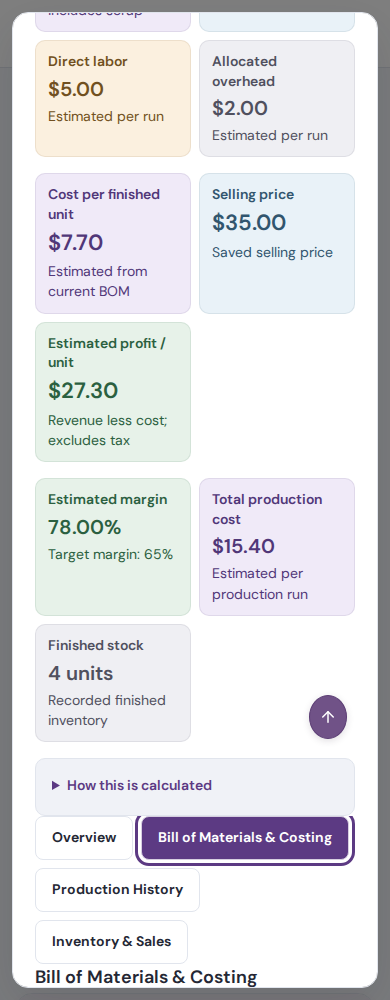 includes scrap
Direct labor
$5.00
Estimated per run
Allocated
overhead
$2.00
Estimated per run
Cost per finished
unit
$7.70
Estimated from
current BOM
Selling price
$35.00
Saved selling price
Estimated profit /
unit
$27.30
Revenue less cost;
excludes tax
Estimated margin
78.00%
Target margin: 65%
Total production
cost
$15.40
Estimated per
production run
Finished stock
4 units
Recorded finished
inventory
How this is calculated
Overview
Bill of Materials & Costing
Production History
Inventory & Sales
Bill of Materials & Costing